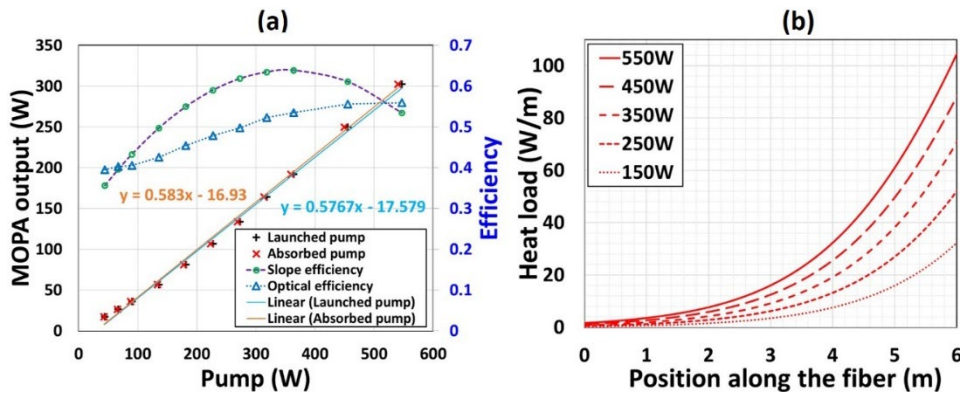 (a)
350
300
250
200
150
100
50
0
MOPA output (W)
0.7
0.6
0.5
0.4
0.3
0.2
0.1
0
Efficiency
y = 0.583x - 16.93
y = 0.5767x - 17.579
Launched pump
Absorbed pump
Slope efficiency
Optical efficiency
Linear (Launched pump)
Linear (Absorbed pump)
0 100 200 300 400 500 600
Pump (W)
(b)
100
80
60
40
20
0
Heat load (W/m)
550W
450W
350W
250W
150W
0 1 2 3 4 5 6
Position along the fiber (m)